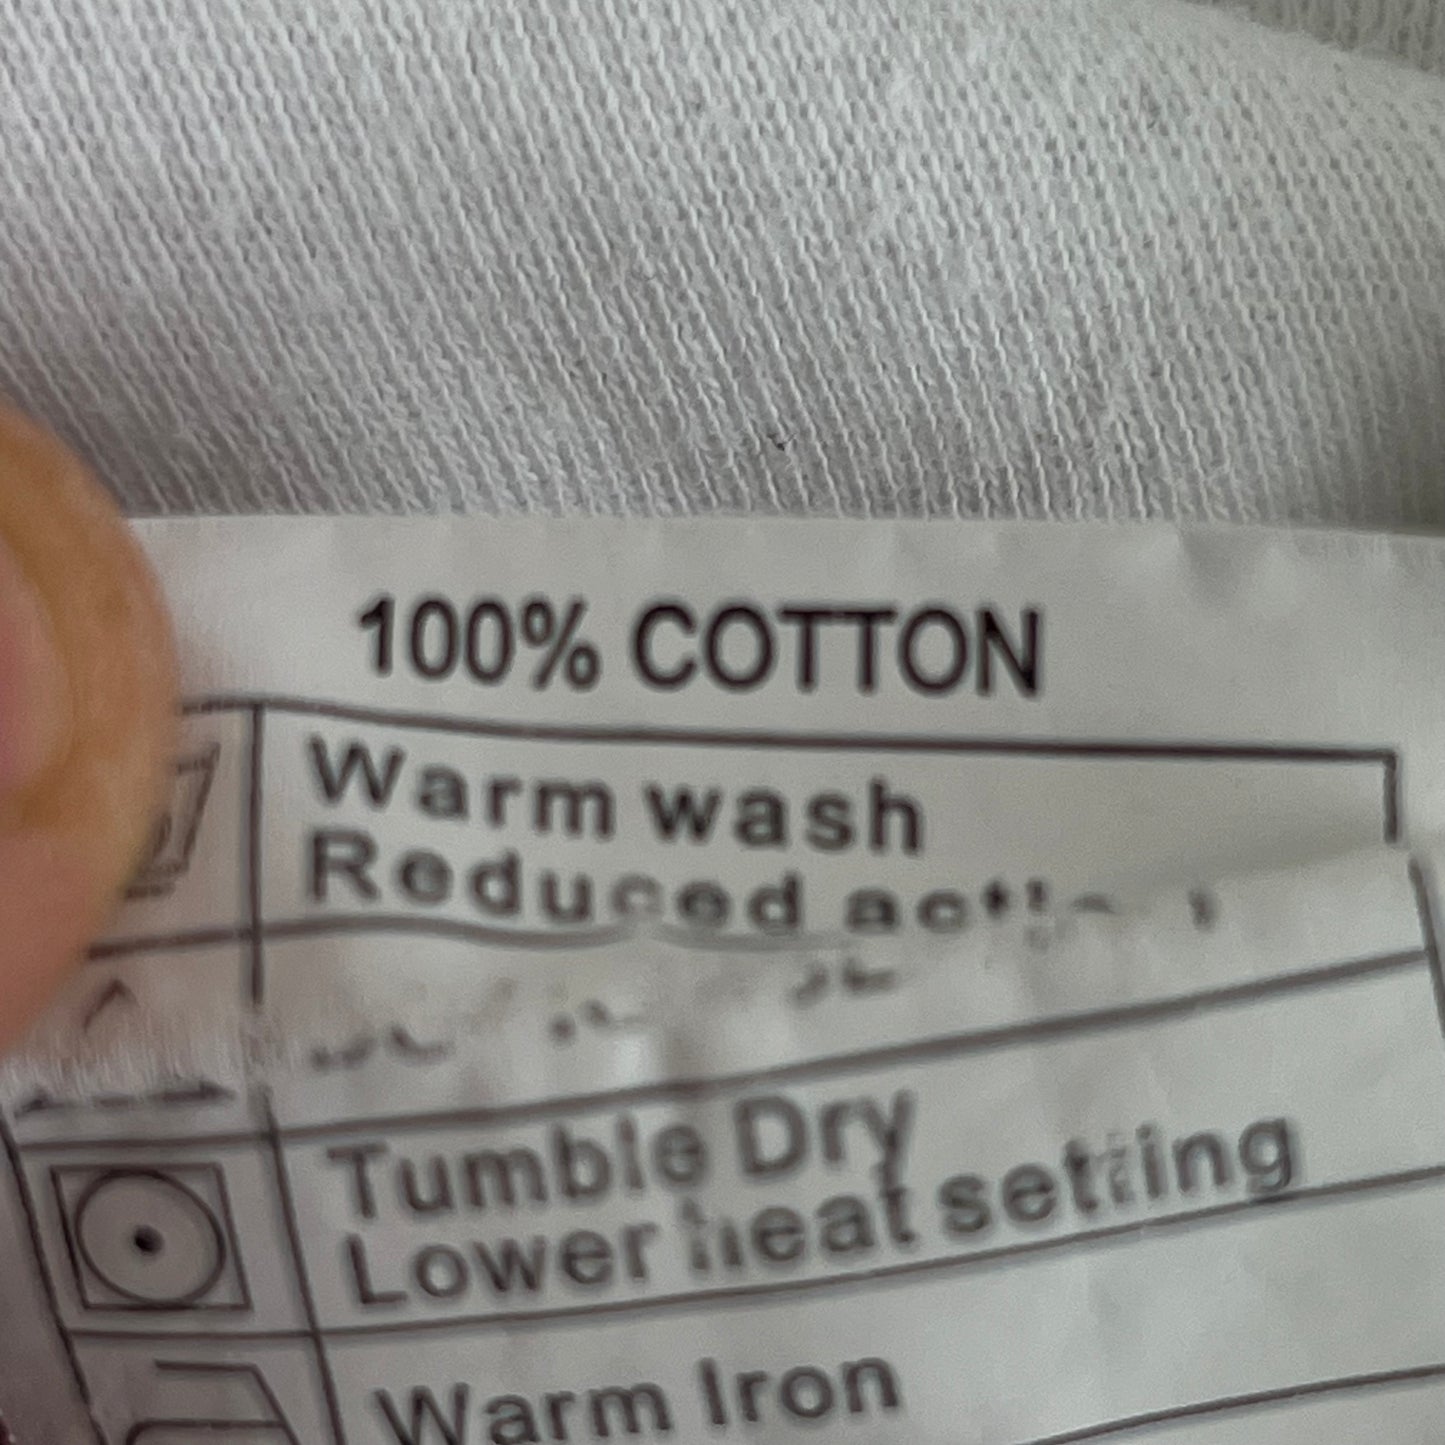 100% COTTON
Warm wash
Reduced
Tumble Dry
Lower heat setting
Warm Iron